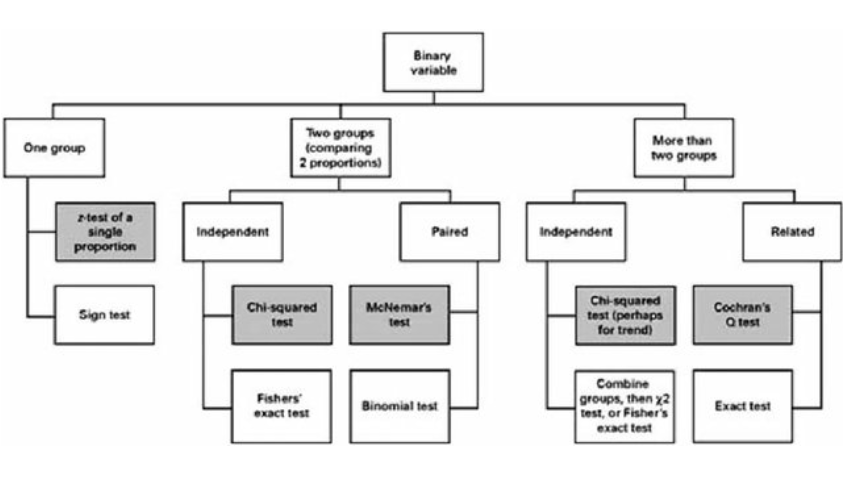 Binary
variable
One group
Two groups
(comparing
2 proportions)
More than
two groups
z-test of a
single
proportion
Independent
Paired
Independent
Related
Sign test
Chi-squared
test
McNemar's
test
Chi-squared
test (perhaps
for trend)
Cochran's
Q test
Fishers'
exact test
Binomial test
Combine
groups, then χ2
test, or Fisher's
exact test
Exact test